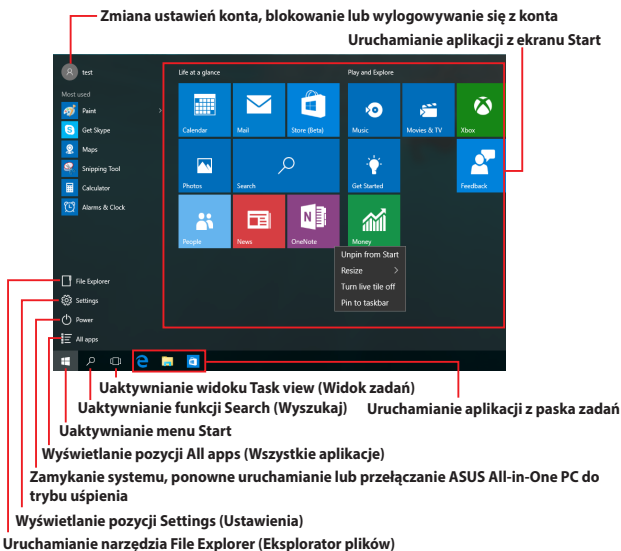 Zmiana ustawień konta, blokowanie lub wylogowywanie się z konta
Uruchamianie aplikacji z ekranu Start
test
Life at a glance
Play and Explore
Most used
Paint
Get Skype
Maps
Snipping Tool
Calculator
Alarms & Clock
Calendar
Mail
Store (Beta)
Music
Movies & TV
Xbox
Photos
Search
Get Started
Feedback
People
News
OneNote
Money
Unpin from Start
Resize
Turn live tile off
Pin to taskbar
File Explorer
Settings
Power
All apps
Uaktywnianie widoku Task view (Widok zadań)
Uaktywnianie funkcji Search (Wyszukaj)
Uruchamianie aplikacji z paska zadań
Uaktywnianie menu Start
Wyświetlanie pozycji All apps (Wszystkie aplikacje)
Zamykanie systemu, ponowne uruchamianie lub przełączanie ASUS All-in-One PC do
trybu uśpienia
Wyświetlanie pozycji Settings (Ustawienia)
Uruchamianie narzędzia File Explorer (Eksplorator plików)